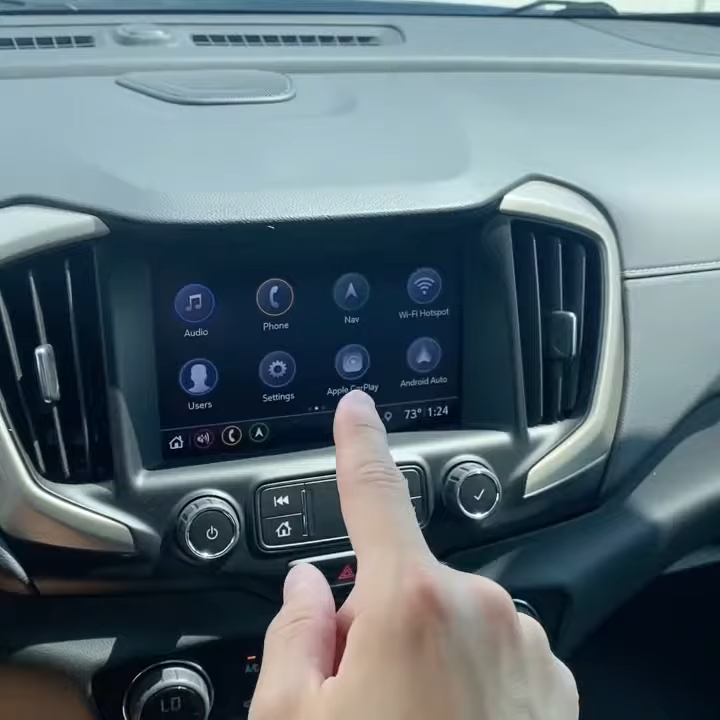 Audio
Phone
Nav
Wi-Fi Hotspot
Users
Settings
Apple CarPlay
Android Auto
73° 1:24
LO